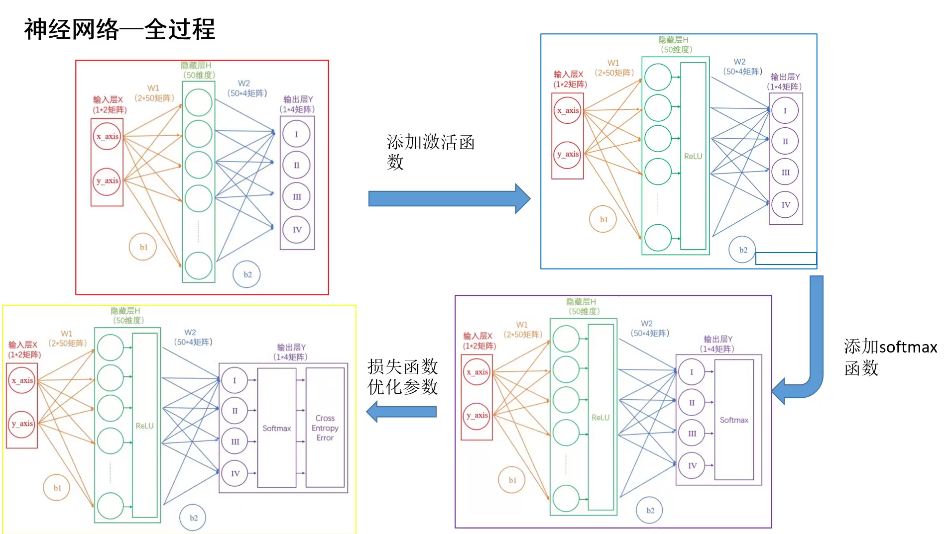 神经网络—全过程
隐藏层H
(50维度)
W1
(2*50矩阵)
W2
(50*4矩阵)
输入层X
(1*2矩阵)
输出层Y
(1*4矩阵)
x_axis
y_axis
I
II
III
IV
b1
b2
添加激活函
数
隐藏层H
(50维度)
W1
(2*50矩阵)
W2
(50*4矩阵)
输入层X
(1*2矩阵)
输出层Y
(1*4矩阵)
x_axis
y_axis
ReLU
I
II
III
IV
b1
b2
添加softmax
函数
隐藏层H
(50维度)
W1
(2*50矩阵)
W2
(50*4矩阵)
输入层X
(1*2矩阵)
输出层Y
(1*4矩阵)
x_axis
y_axis
ReLU
I
II
III
IV
Softmax
b1
b2
损失函数
优化参数
隐藏层H
(50维度)
W1
(2*50矩阵)
W2
(50*4矩阵)
输入层X
(1*2矩阵)
输出层Y
(1*4矩阵)
x_axis
y_axis
ReLU
I
II
III
IV
Softmax
Cross
Entropy
Error
b1
b2